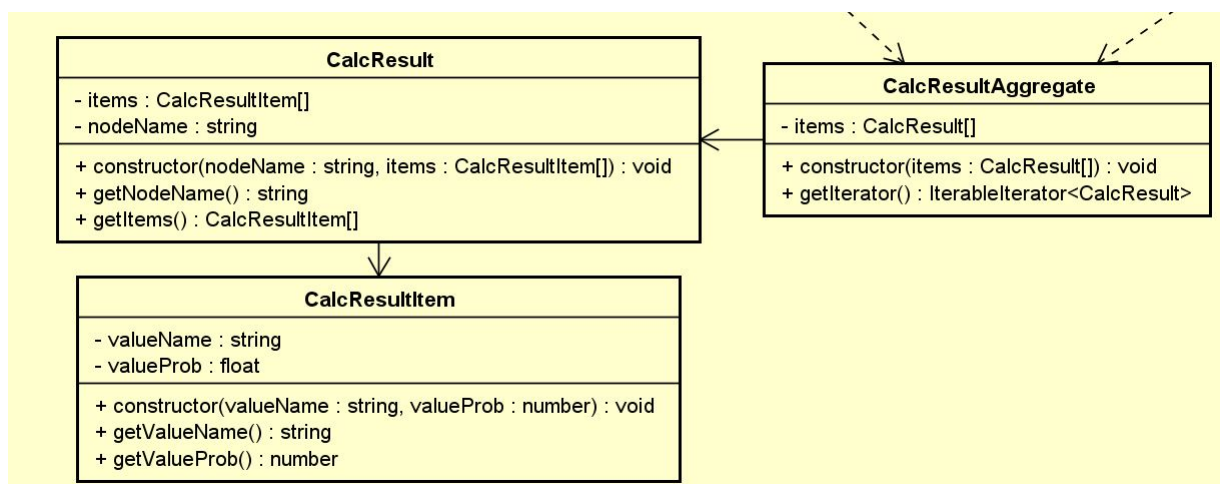 CalcResult
- items : CalcResultItem[]
- nodeName : string
+ constructor(nodeName : string, items : CalcResultItem[]) : void
+ getNodeName() : string
+ getItems() : CalcResultItem[]
CalcResultAggregate
- items : CalcResult[]
+ constructor(items : CalcResult[]) : void
+ getIterator() : IterableIterator<CalcResult>
CalcResultItem
- valueName : string
- valueProb : float
+ constructor(valueName : string, valueProb : number) : void
+ getValueName() : string
+ getValueProb() : number